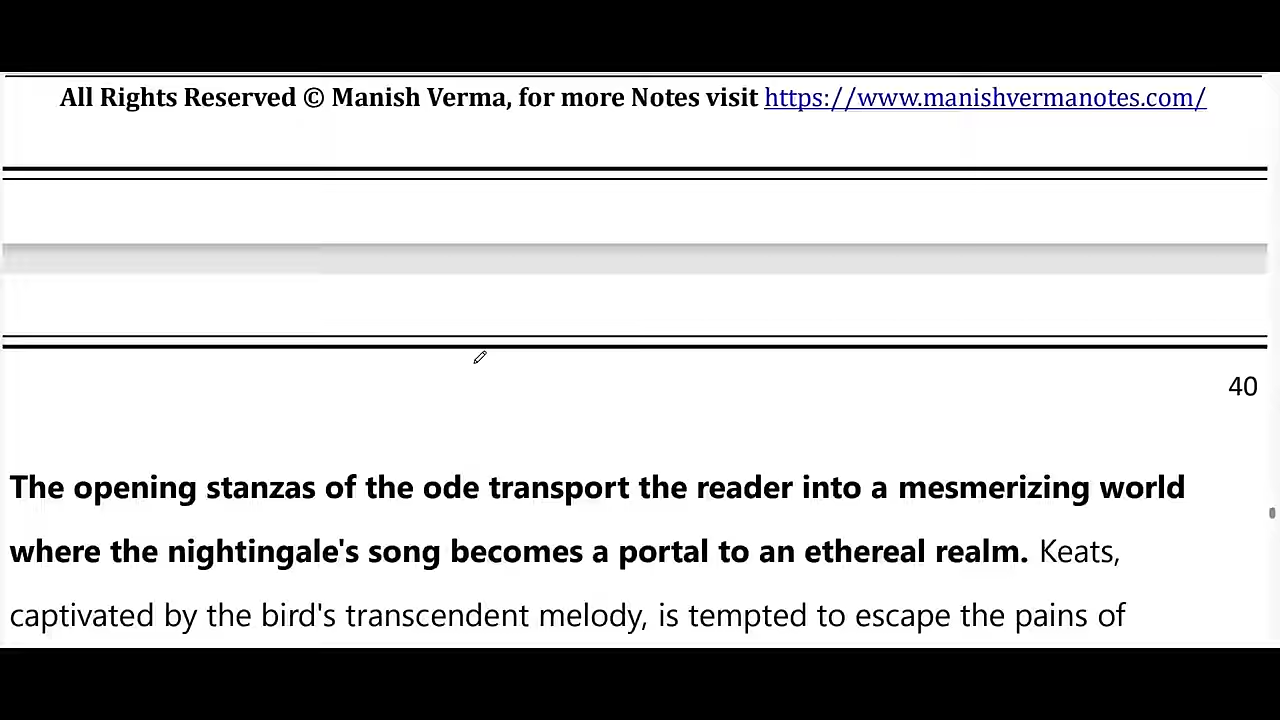 All Rights Reserved © Manish Verma, for more Notes visit https://www.manishvermanotes.com/
40
The opening stanzas of the ode transport the reader into a mesmerizing world
where the nightingale's song becomes a portal to an ethereal realm. Keats,
captivated by the bird's transcendent melody, is tempted to escape the pains of